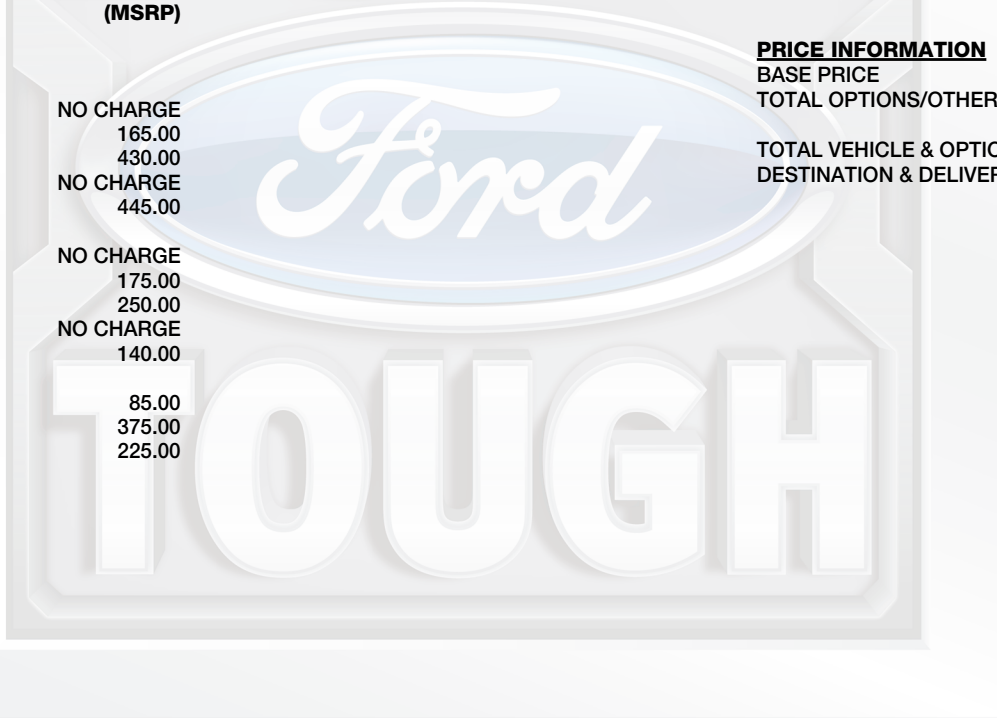 (MSRP)
NO CHARGE
165.00
430.00
NO CHARGE
445.00
NO CHARGE
175.00
250.00
NO CHARGE
140.00
85.00
375.00
225.00
PRICE INFORMATION
BASE PRICE
TOTAL OPTIONS/OTHER
TOTAL VEHICLE & OPTIO
DESTINATION & DELIVER
Ford
TOUGH